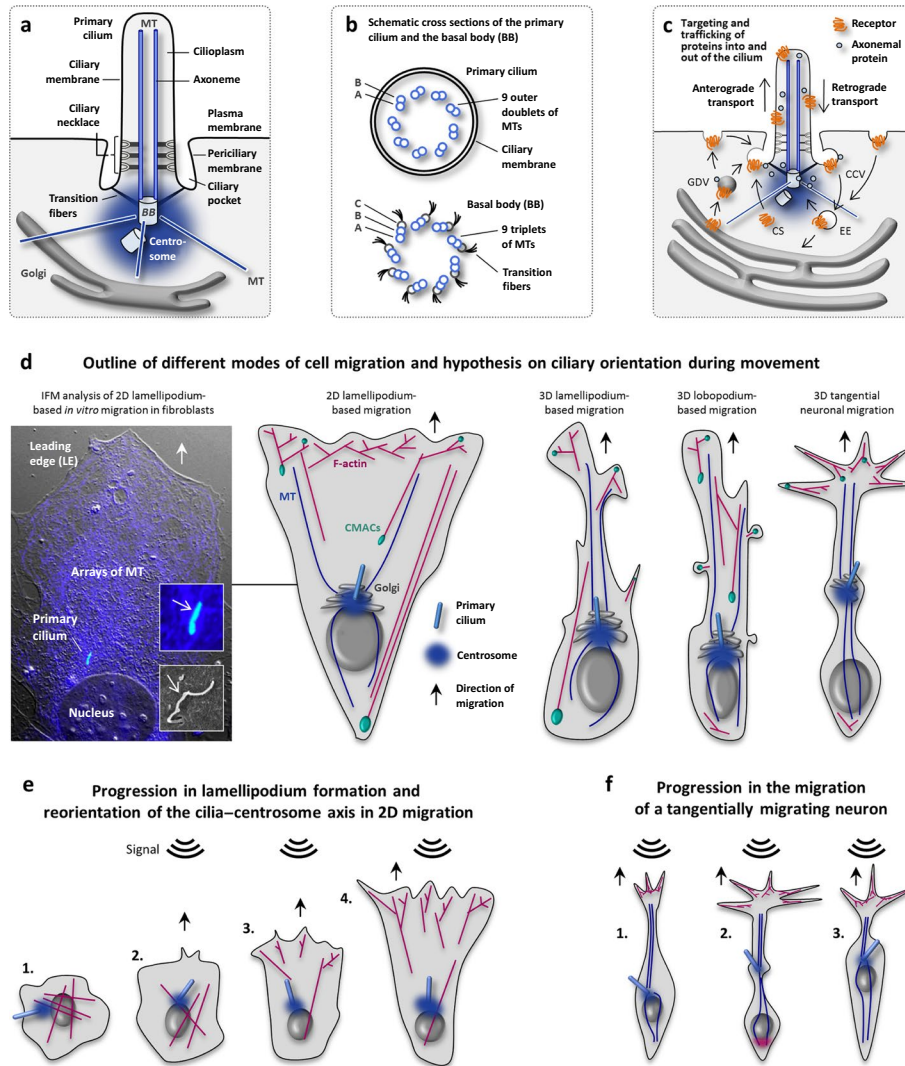 a
Primary
cilium
MT
Cilioplasm
Ciliary
membrane
Axoneme
Ciliary
necklace
Plasma
membrane
Periciliary
membrane
Ciliary
pocket
Transition
fibers
BB
Centro-
some
Golgi
MT
b
Schematic cross sections of the primary
cilium and the basal body (BB)
Primary cilium
B
A
9 outer
doublets of
MTs
Ciliary
membrane
Basal body (BB)
C
B
A
9 triplets
of MTs
Transition
fibers
c
Targeting and
trafficking of
proteins into and
out of the cilium
Receptor
Axonemal
protein
Anterograde
transport
Retrograde
transport
GDV
CCV
CS
EE
d Outline of different modes of cell migration and hypothesis on ciliary orientation during movement
IFM analysis of 2D lamellipodium-
based in vitro migration in fibroblasts
Leading
edge (LE)
Arrays of MT
Primary
cilium
Nucleus
2D lamellipodium-
based migration
F-actin
MT
CMACs
Golgi
Primary
cilium
Centrosome
Direction of
migration
3D lamellipodium-
based migration
3D lobopodium-
based migration
3D tangential
neuronal migration
e
Progression in lamellipodium formation and
reorientation of the cilia–centrosome axis in 2D migration
Signal
1.
2.
3.
4.
f
Progression in the migration
of a tangentially migrating neuron
1.
2.
3.